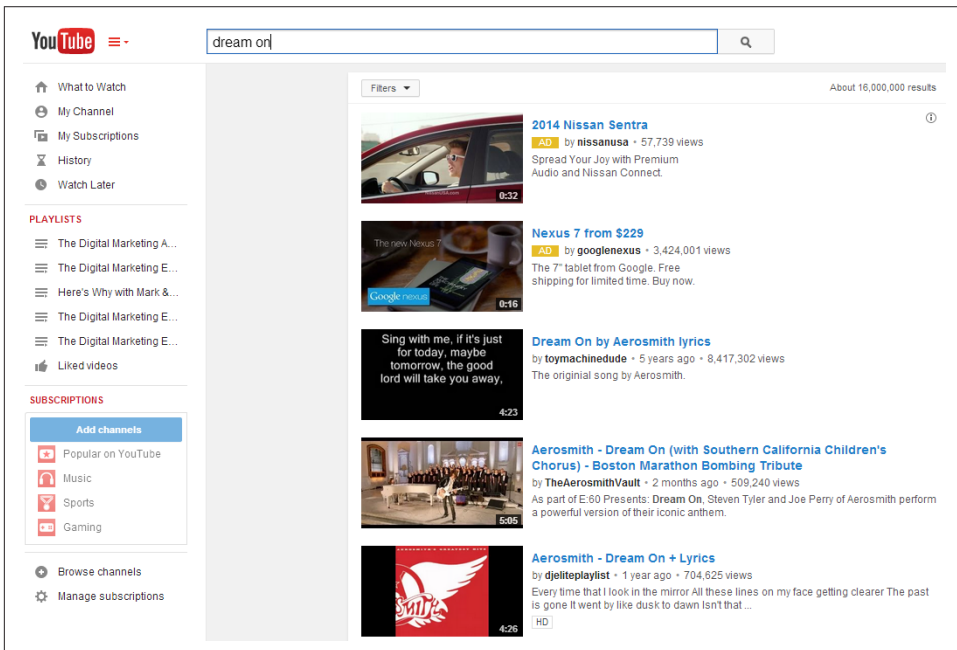 YouTube
dream on
What to Watch
My Channel
My Subscriptions
History
Watch Later
PLAYLISTS
The Digital Marketing A...
The Digital Marketing E...
Here's Why with Mark &...
The Digital Marketing E...
The Digital Marketing E...
Liked videos
SUBSCRIPTIONS
Add channels
Popular on YouTube
Music
Sports
Gaming
Browse channels
Manage subscriptions
Filters
About 16,000,000 results
0:32
2014 Nissan Sentra
AD by nissanusa • 57,739 views
Spread Your Joy with Premium
Audio and Nissan Connect.
The new Nexus 7
Google nexus
0:16
Nexus 7 from $229
AD by googlenexus • 3,424,001 views
The 7" tablet from Google. Free
shipping for limited time. Buy now.
Sing with me, if it's just
for today, maybe
tomorrow, the good
lord will take you away,
4:23
Dream On by Aerosmith lyrics
by toymachinedude • 5 years ago • 8,417,302 views
The originial song by Aerosmith.
5:05
Aerosmith - Dream On (with Southern California Children's
Chorus) - Boston Marathon Bombing Tribute
by TheAerosmithVault • 2 months ago • 509,240 views
As part of E:60 Presents: Dream On, Steven Tyler and Joe Perry of Aerosmith perform
a powerful version of their iconic anthem.
AEROSMITH'S GREATEST HITS
4:26
Aerosmith - Dream On + Lyrics
by djeliteplaylist • 1 year ago • 704,625 views
Every time that I look in the mirror All these lines on my face getting clearer The past
is gone It went by like dusk to dawn Isn't that ...
HD